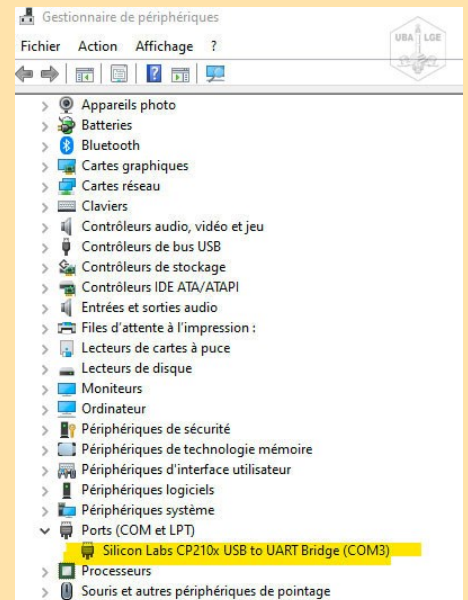 Gestionnaire de périphériques
UBA LGE
Fichier Action Affichage ?
Appareils photo
Batteries
Bluetooth
Cartes graphiques
Cartes réseau
Claviers
Contrôleurs audio, vidéo et jeu
Contrôleurs de bus USB
Contrôleurs de stockage
Contrôleurs IDE ATA/ATAPI
Entrées et sorties audio
Files d'attente à l'impression :
Lecteurs de cartes à puce
Lecteurs de disque
Moniteurs
Ordinateur
Périphériques de sécurité
Périphériques de technologie mémoire
Périphériques d'interface utilisateur
Périphériques logiciels
Périphériques système
Ports (COM et LPT)
Silicon Labs CP210x USB to UART Bridge (COM3)
Processeurs
Souris et autres périphériques de pointage